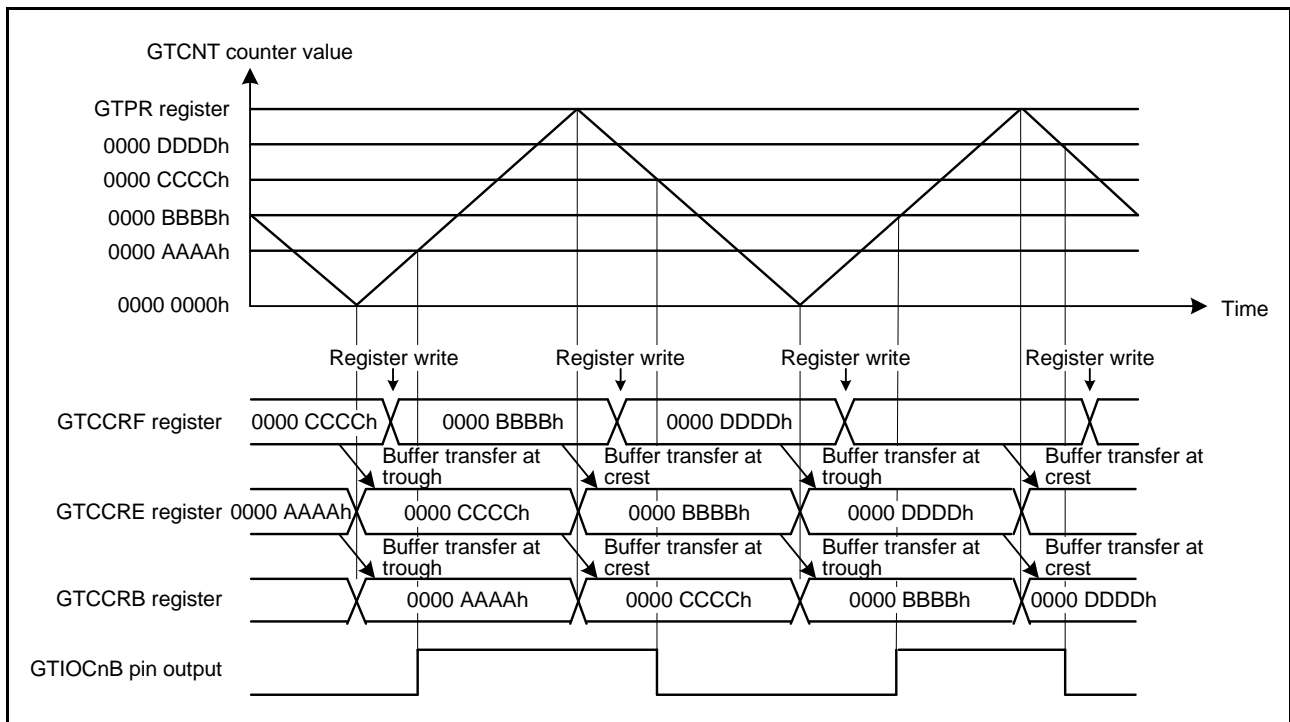 GTCNT counter value
GTPR register
0000 DDDDh
0000 CCCCh
0000 BBBBh
0000 AAAAh
0000 0000h
Time
Register write Register write Register write Register write
GTCCRF register 0000 CCCCh 0000 BBBBh 0000 DDDDh
Buffer transfer at trough
Buffer transfer at crest
Buffer transfer at trough
Buffer transfer at crest
GTCCRE register 0000 AAAAh 0000 CCCCh 0000 BBBBh 0000 DDDDh
Buffer transfer at trough
Buffer transfer at crest
Buffer transfer at trough
Buffer transfer at crest
GTCCRB register 0000 AAAAh 0000 CCCCh 0000 BBBBh 0000 DDDDh
GTIOCnB pin output